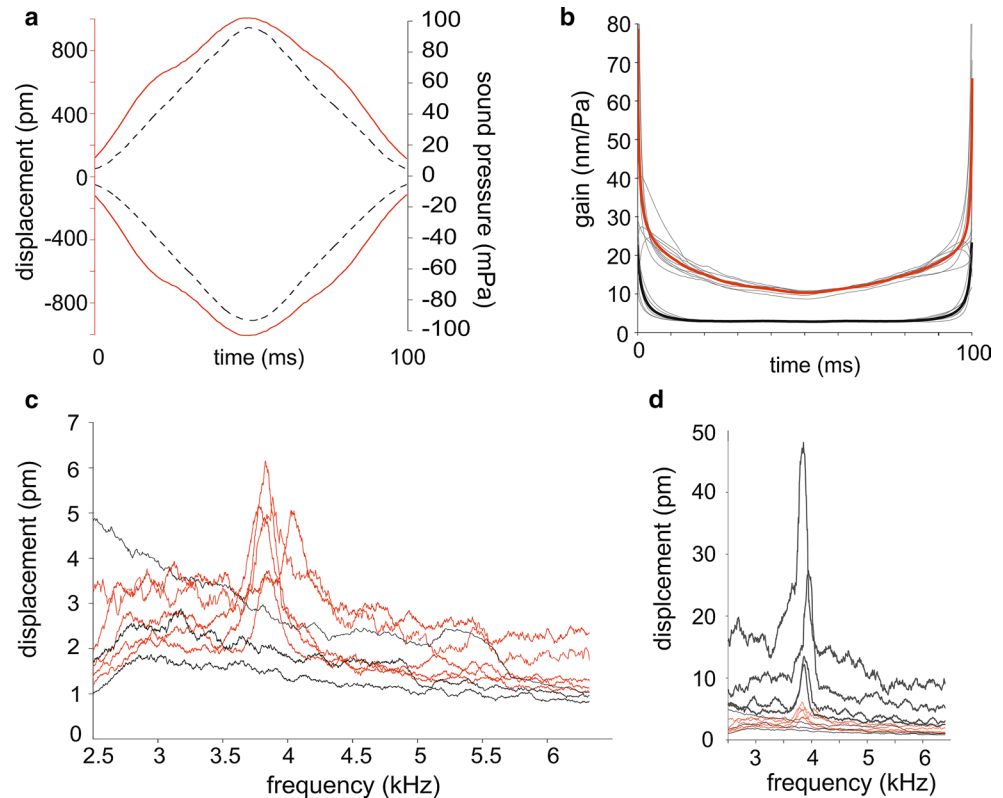 a
displacement (pm)
800
400
0
-400
-800
100
80
60
40
20
0
-20
-40
-60
-80
-100
sound pressure (mPa)
0
time (ms)
100
b
gain (nm/Pa)
80
70
60
50
40
30
20
10
0
0
time (ms)
100
c
displacement (pm)
7
6
5
4
3
2
1
0
2.5 3 3.5 4 4.5 5 5.5 6
frequency (kHz)
d
displcement (pm)
50
40
30
20
10
0
3 4 5 6
frequency (kHz)